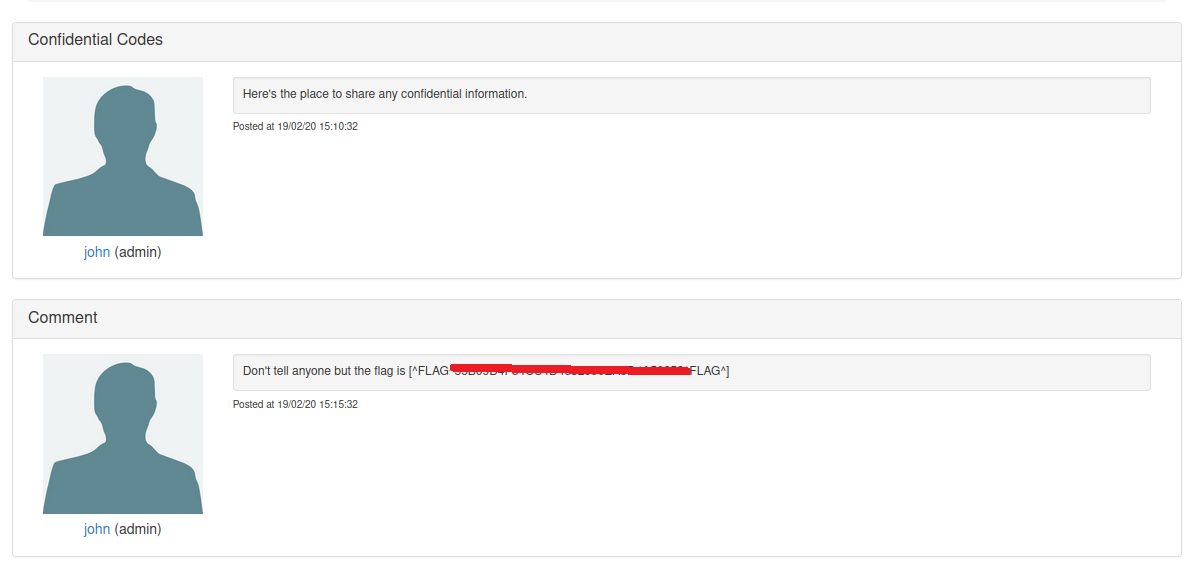 Confidential Codes
Here's the place to share any confidential information.
Posted at 19/02/20 15:10:32
john (admin)
Comment
Don't tell anyone but the flag is [^FLAG^ FLAG^]
Posted at 19/02/20 15:15:32
john (admin)